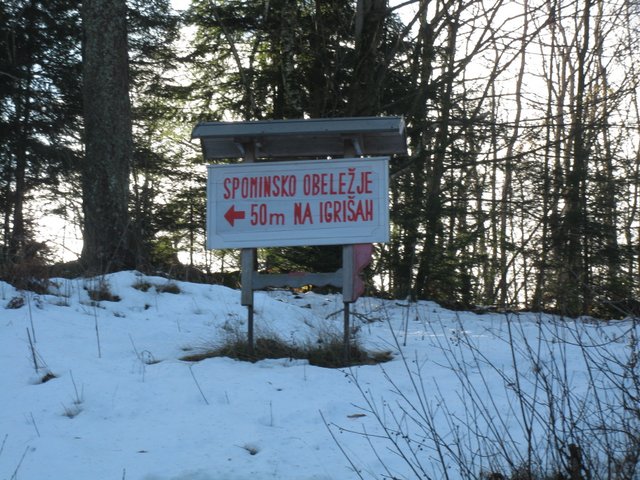 SPOMINSKO OBELEŽJE
← 50m NA IGRIŠAH